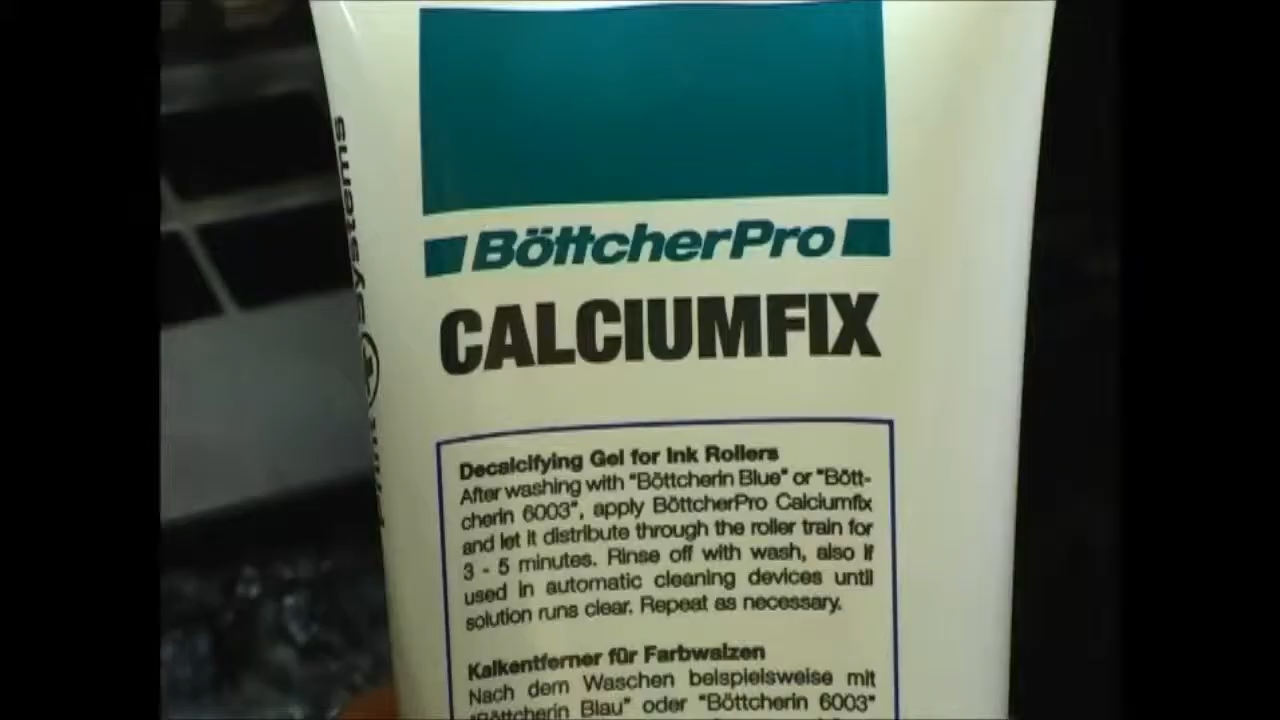 BöttcherPro
CALCIUMFIX
Decalcifying Gel for Ink Rollers
After washing with "Böttcherin Blue" or "Bött-
cherin 6003", apply BöttcherPro Calciumfix
and let it distribute through the roller train for
3 - 5 minutes. Rinse off with wash, also if
used in automatic cleaning devices until
solution runs clear. Repeat as necessary.
Kalkentferner für Farbwalzen
Nach dem Waschen beispielsweise mit
"Böttcherin Blau" oder "Böttcherin 6003"
systems